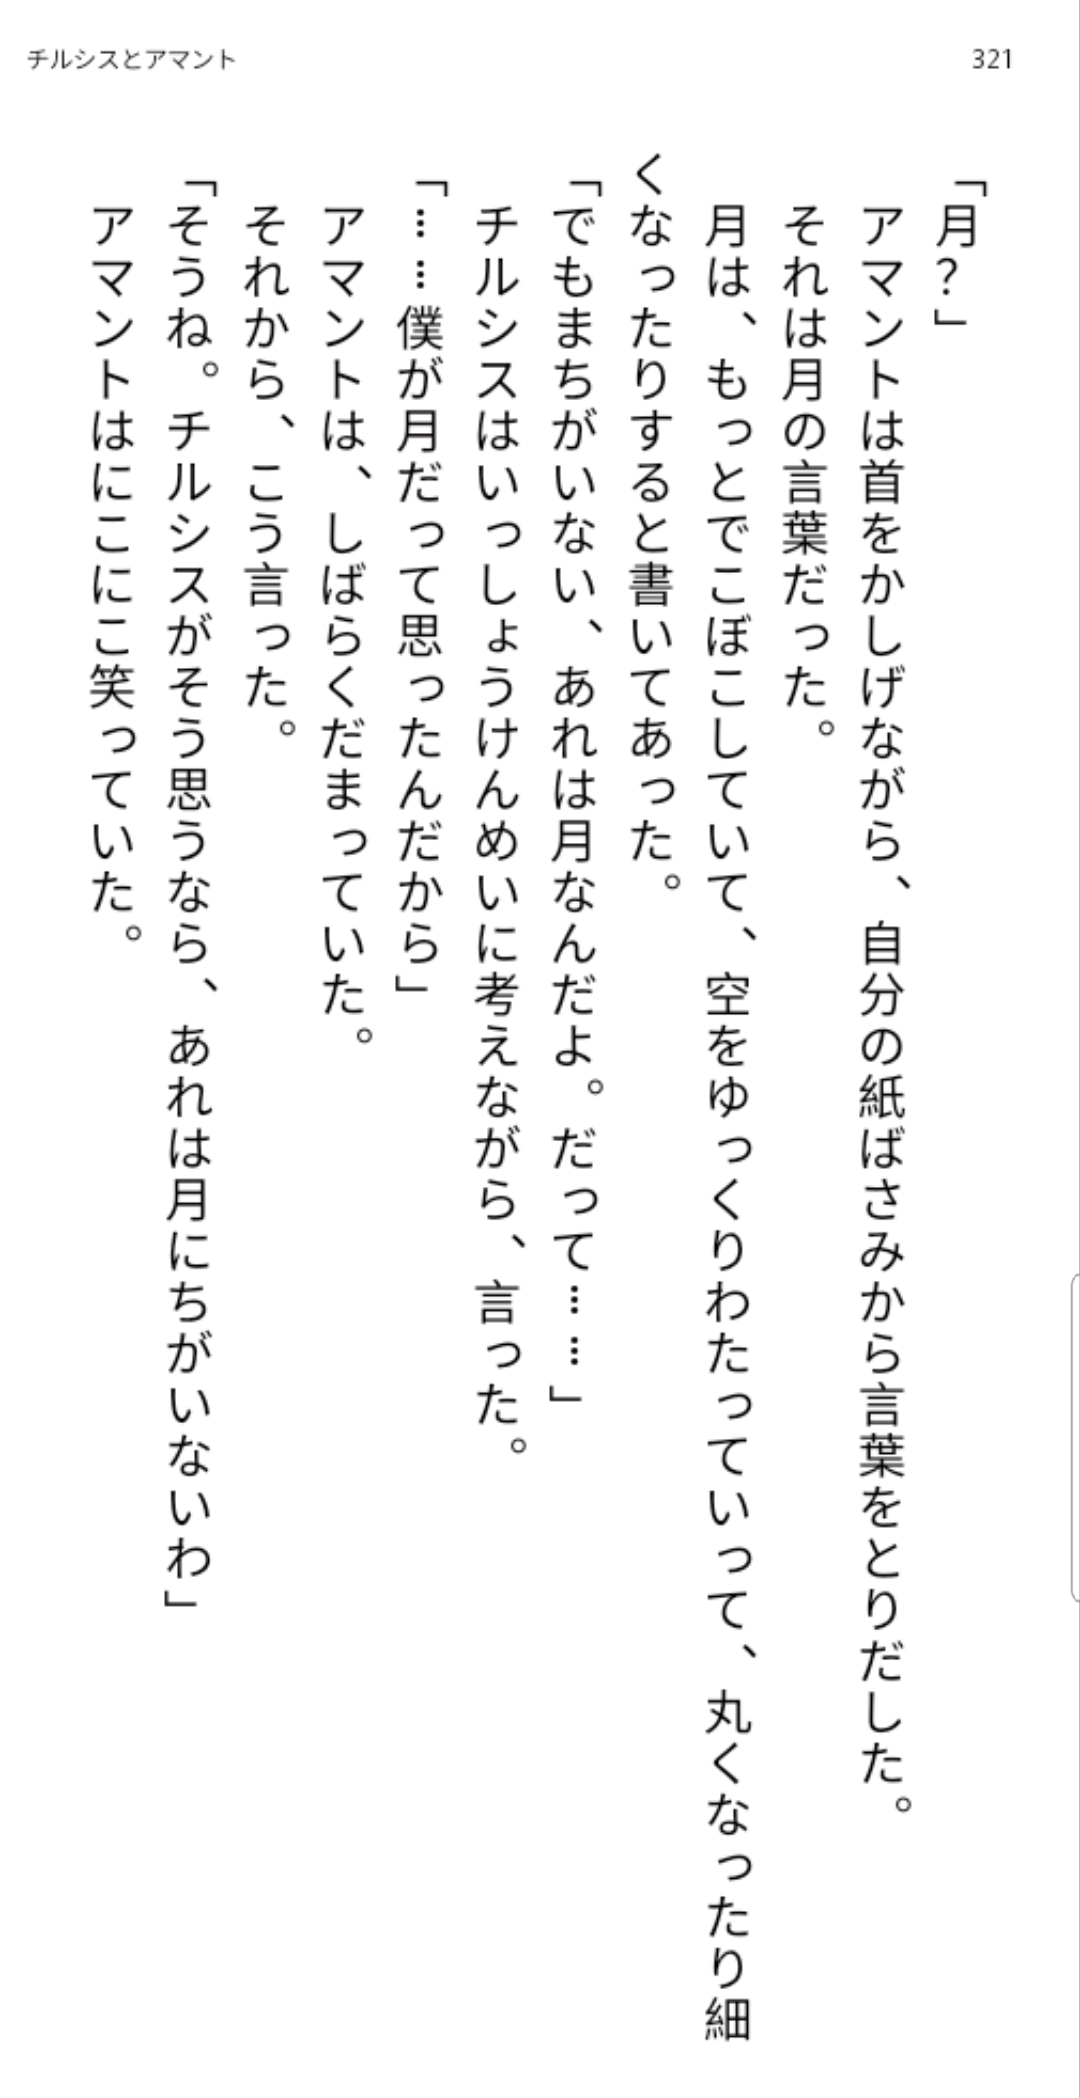 チルシスとアマント
321
「月？」
アマントは首をかしげながら、自分の紙ばさみから言葉をとりだした。
それは月の言葉だった。
月は、もっとでこぼこしていて、空をゆっくりわたっていって、丸くなったり細
くなったりすると書いてあった。
「でもまちがいない、あれは月なんだよ。だって……」
チルシスはいっしょうけんめいに考えながら、言った。
「……僕が月だって思ったんだから」
アマントは、しばらくだまっていた。
それから、こう言った。
「そうね。チルシスがそう思うなら、あれは月にちがいないわ」
アマントはにこにこ笑っていた。